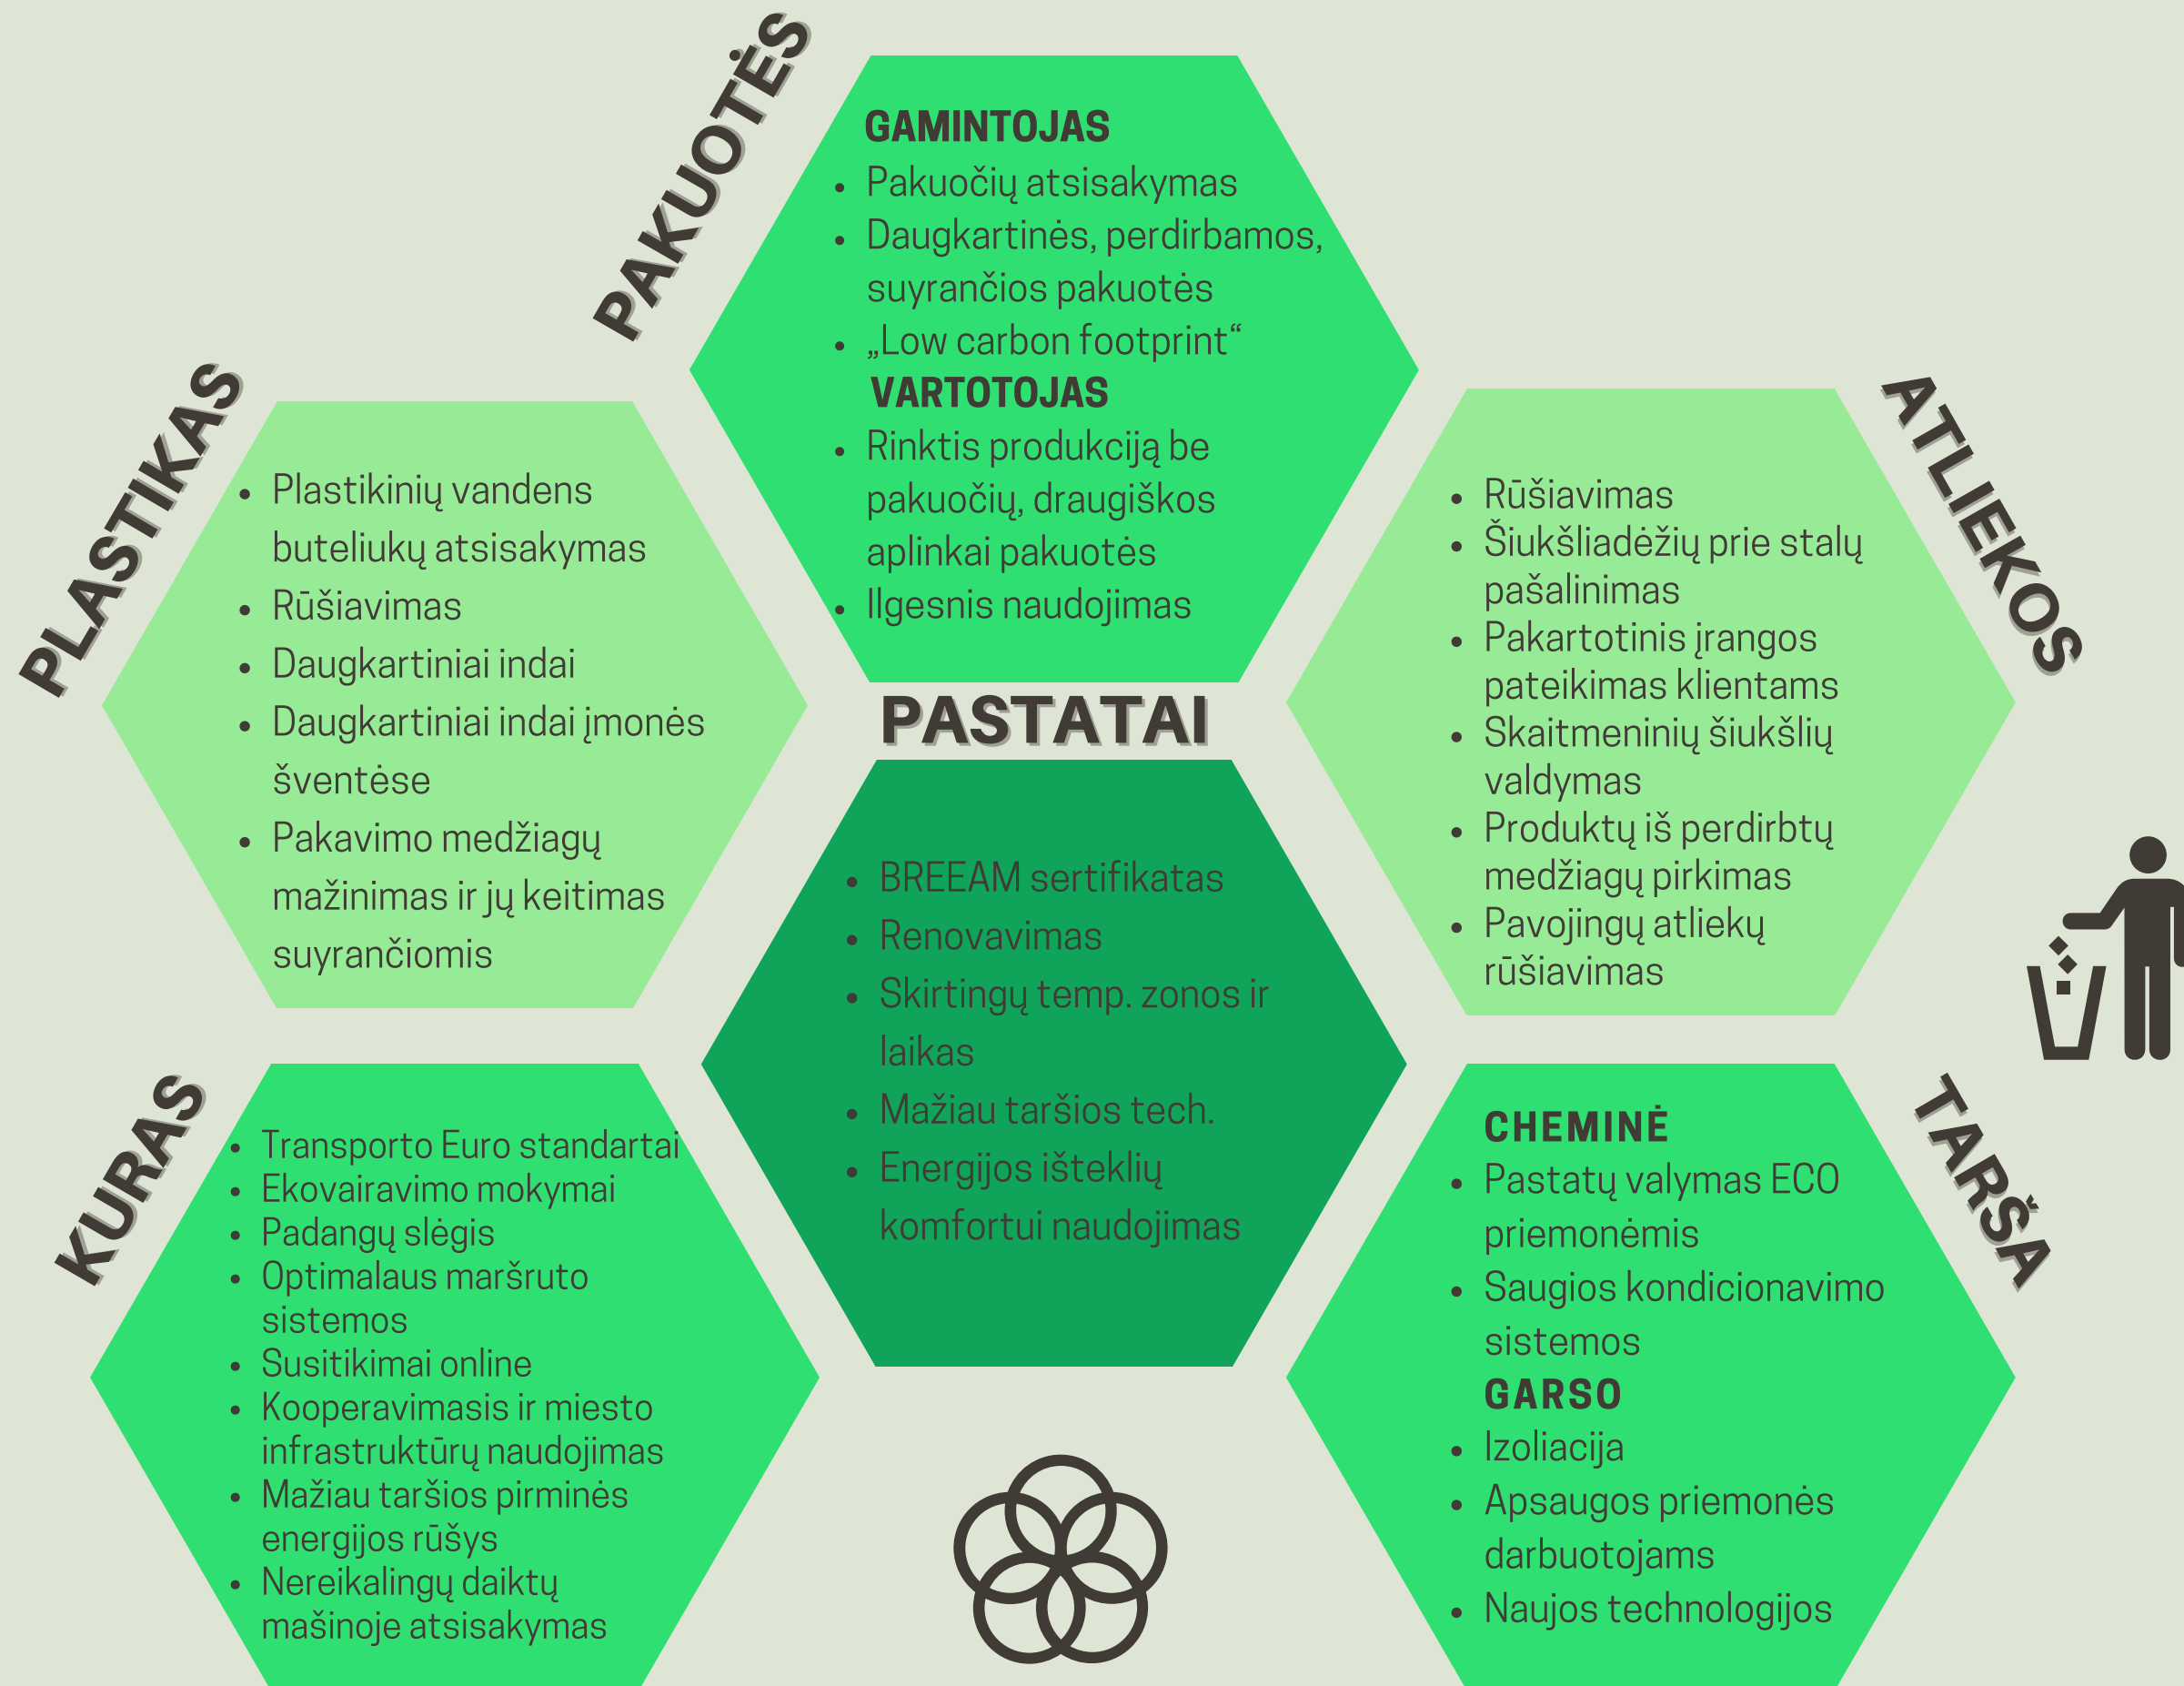 PAKUOTĖS
GAMINTOJAS
• Pakuočių atsisakymas
• Daugkartinės, perdirbamos,
suyrančios pakuotės
• „Low carbon footprint“
VARTOTOJAS
• Rinktis produkciją be
pakuočių, draugiškos
aplinkai pakuotės
• Ilgesnis naudojimas
PLASTIKAS
• Plastikinių vandens
buteliukų atsisakymas
• Rūšiavimas
• Daugkartiniai indai
• Daugkartiniai indai įmonės
šventėse
• Pakavimo medžiagų
mažinimas ir jų keitimas
suyrančiomis
ATLIEKOS
• Rūšiavimas
• Šiukšliadėžių prie stalų
pašalinimas
• Pakartotinis įrangos
pateikimas klientams
• Skaitmeninių šiukšlių
valdymas
• Produktų iš perdirbtų
medžiagų pirkimas
• Pavojingų atliekų
rūšiavimas
PASTATAI
• BREEAM sertifikatas
• Renovavimas
• Skirtingų temp. zonos ir
laikas
• Mažiau taršios tech.
• Energijos išteklių
komfortui naudojimas
KURAS
• Transporto Euro standartai
• Ekovairavimo mokymai
• Padangų slėgis
• Optimalaus maršruto
sistemos
• Susitikimai online
• Kooperavimasis ir miesto
infrastruktūrų naudojimas
• Mažiau taršios pirminės
energijos rūšys
• Nereikalingų daiktų
mašinoje atsisakymas
TARŠA
CHEMINĖ
• Pastatų valymas ECO
priemonėmis
• Saugios kondicionavimo
sistemos
GARSO
• Izoliacija
• Apsaugos priemonės
darbuotojams
• Naujos technologijos